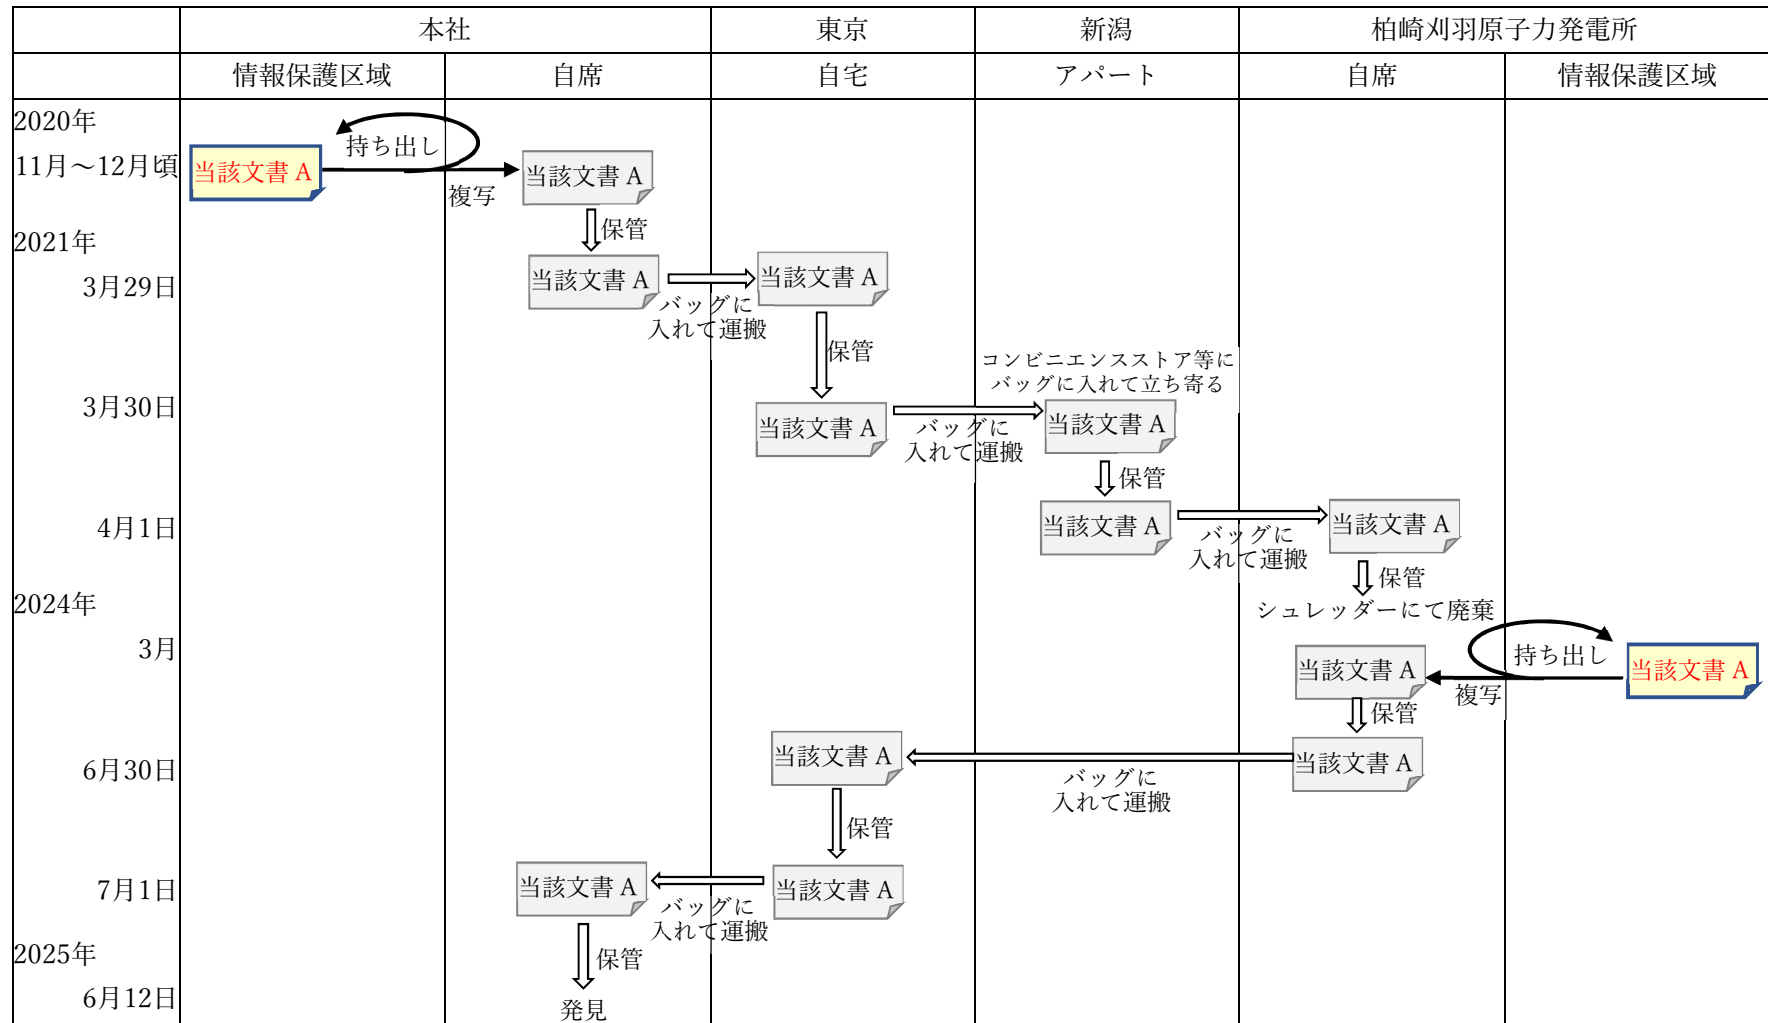 本社 東京 新潟 柏崎刈羽原子力発電所
情報保護区域 自席 自宅 アパート 自席 情報保護区域
2020年
11月～12月頃
当該文書 A
持ち出し
複写
当該文書 A
保管
2021年
3月29日
当該文書 A
バッグに
入れて運搬
当該文書 A
保管
3月30日
当該文書 A
バッグに
入れて運搬
コンビニエンスストア等に
バッグに入れて立ち寄る
当該文書 A
保管
4月1日
当該文書 A
バッグに
入れて運搬
当該文書 A
保管
シュレッダーにて廃棄
2024年
3月
当該文書 A
複写
持ち出し
当該文書 A
保管
6月30日
当該文書 A
バッグに
入れて運搬
当該文書 A
保管
7月1日
当該文書 A
バッグに
入れて運搬
当該文書 A
保管
2025年
6月12日
発見